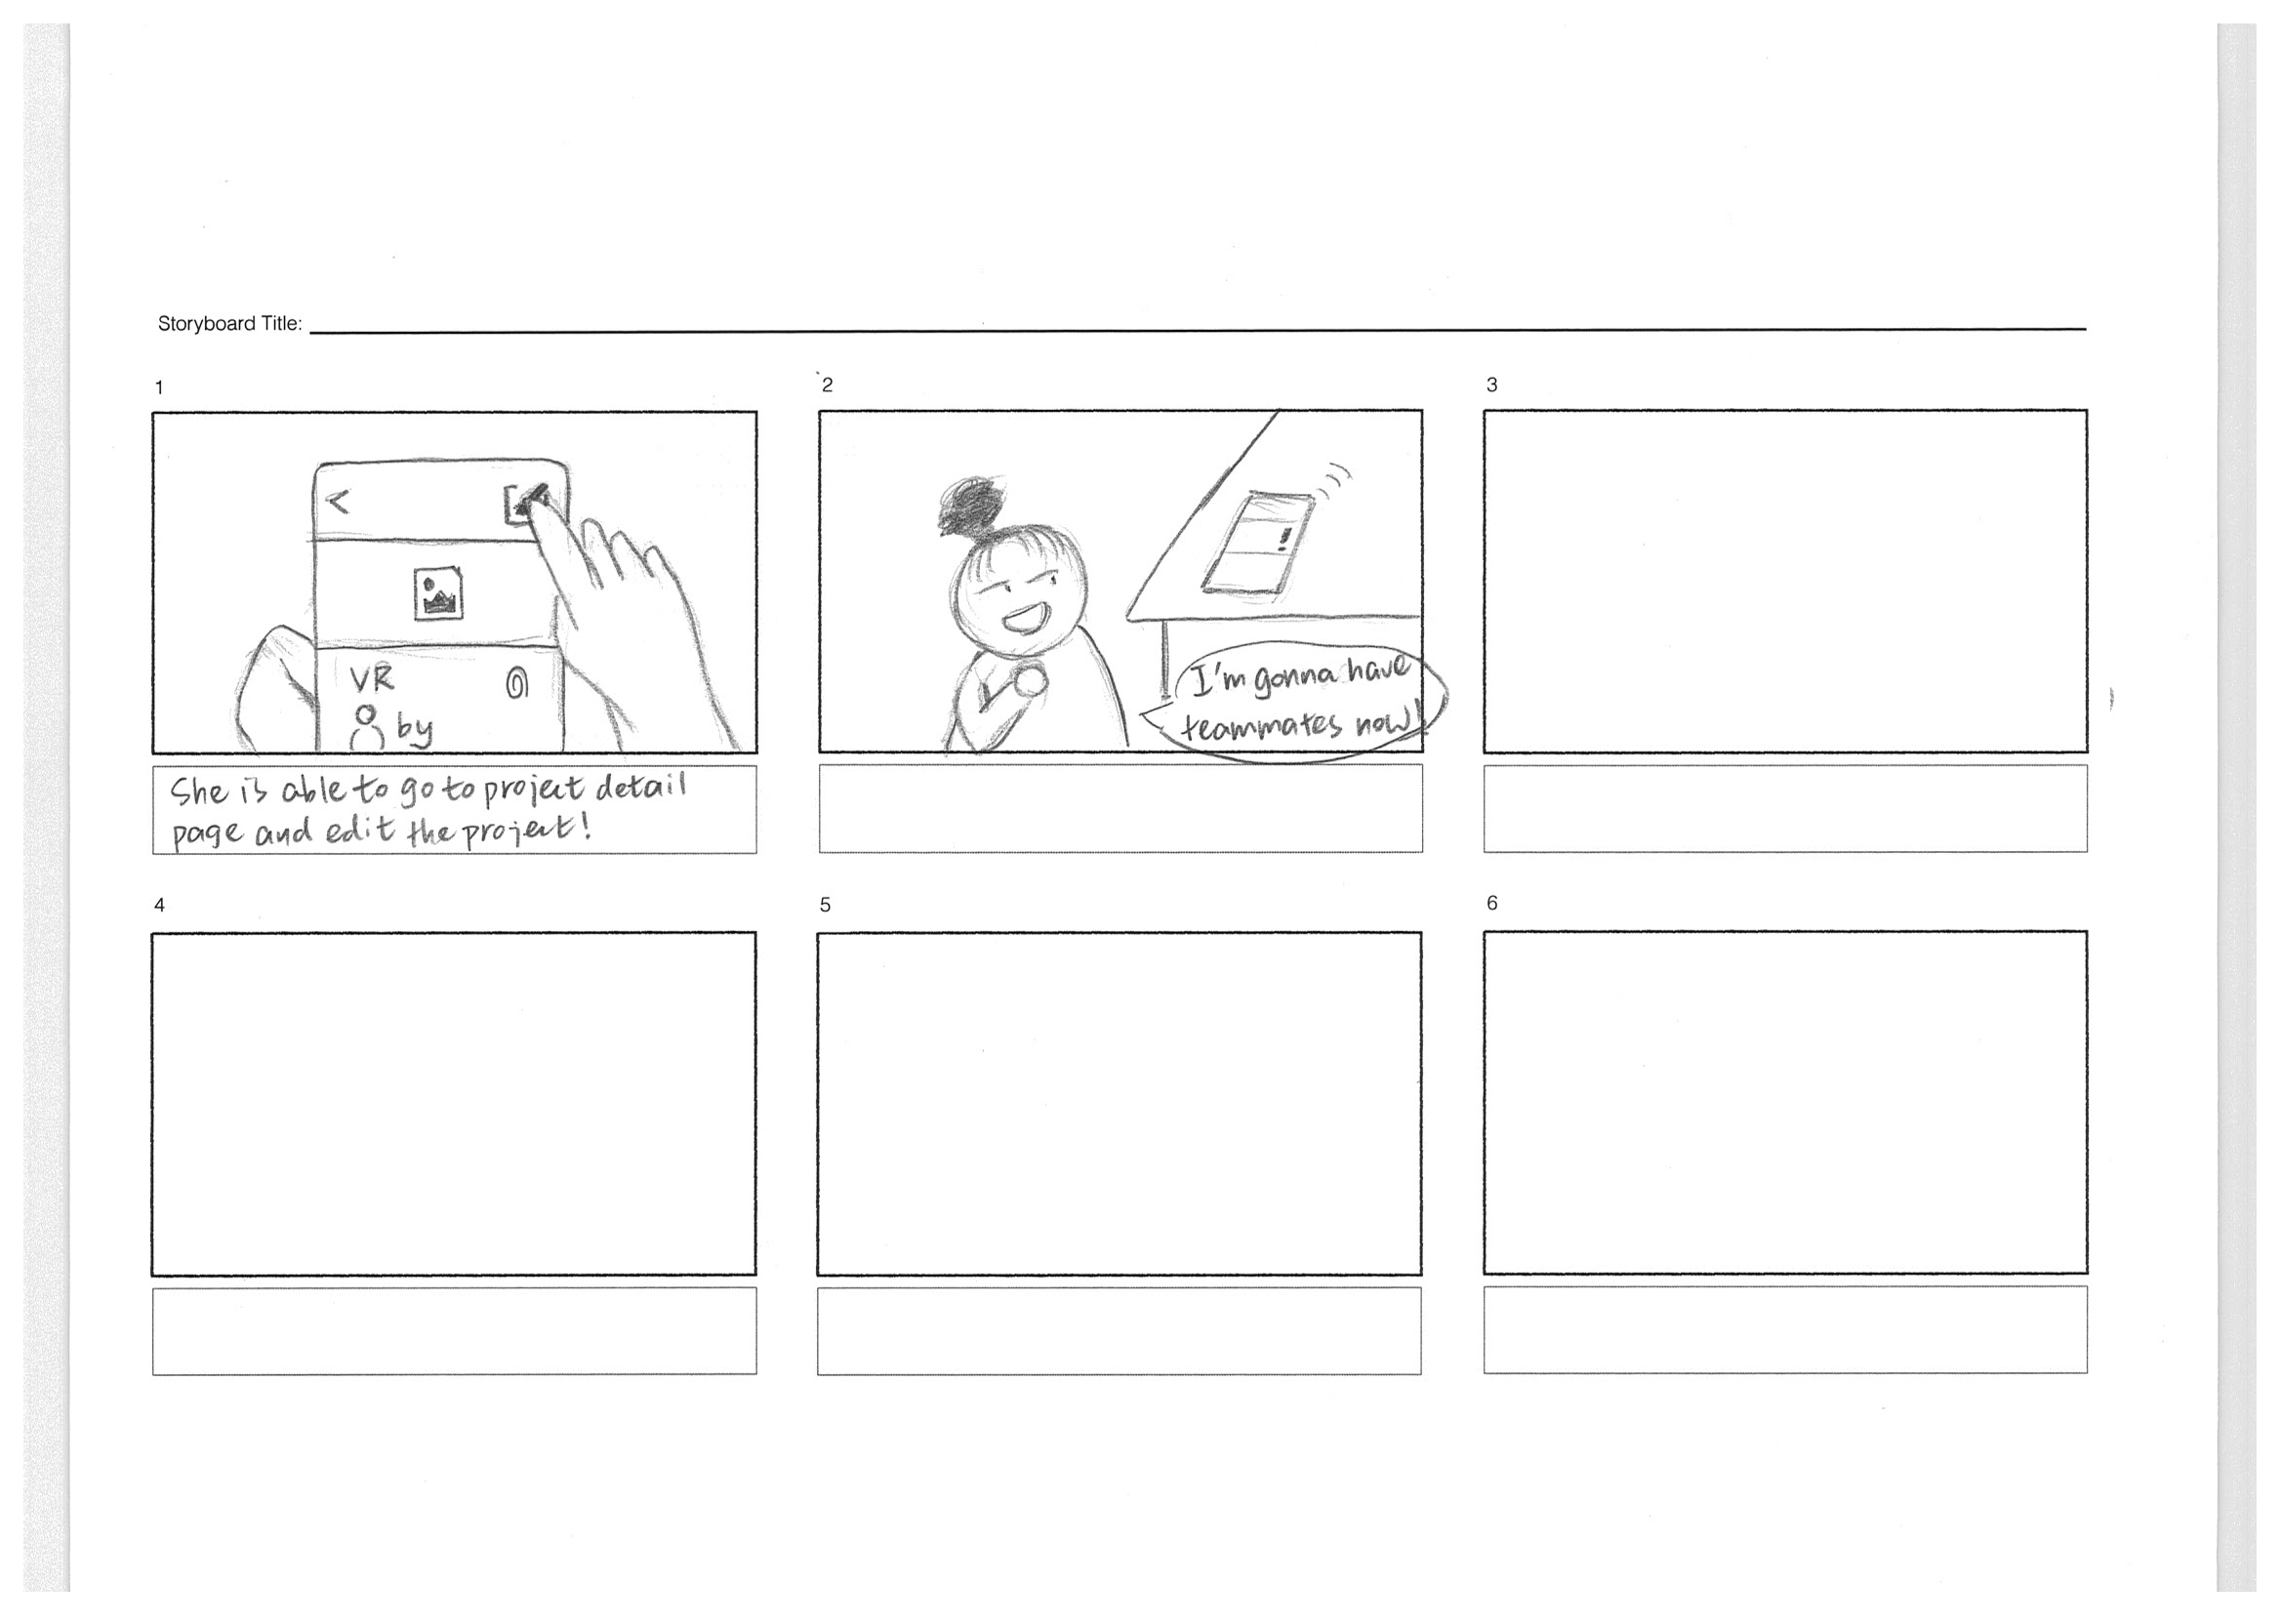 Storyboard Title:
1
2
3
VR
by
I'm gonna have
teammates now!
She is able to go to project detail
page and edit the project!
4
5
6